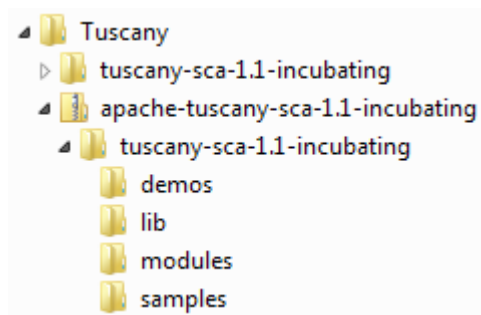 Tuscany
tuscany-sca-1.1-incubating
apache-tuscany-sca-1.1-incubating
tuscany-sca-1.1-incubating
demos
lib
modules
samples